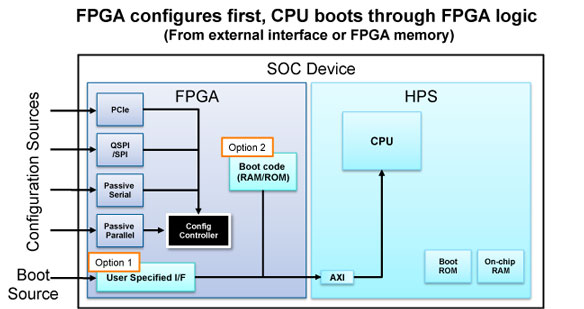 FPGA configures first, CPU boots through FPGA logic
(From external interface or FPGA memory)
SOC Device
FPGA
HPS
Configuration Sources
PCIe
QSPI
/SPI
Passive
Serial
Passive
Parallel
Config
Controller
Option 2
Boot code
(RAM/ROM)
CPU
Option 1
User Specified I/F
Boot
Source
AXI
Boot
ROM
On-chip
RAM